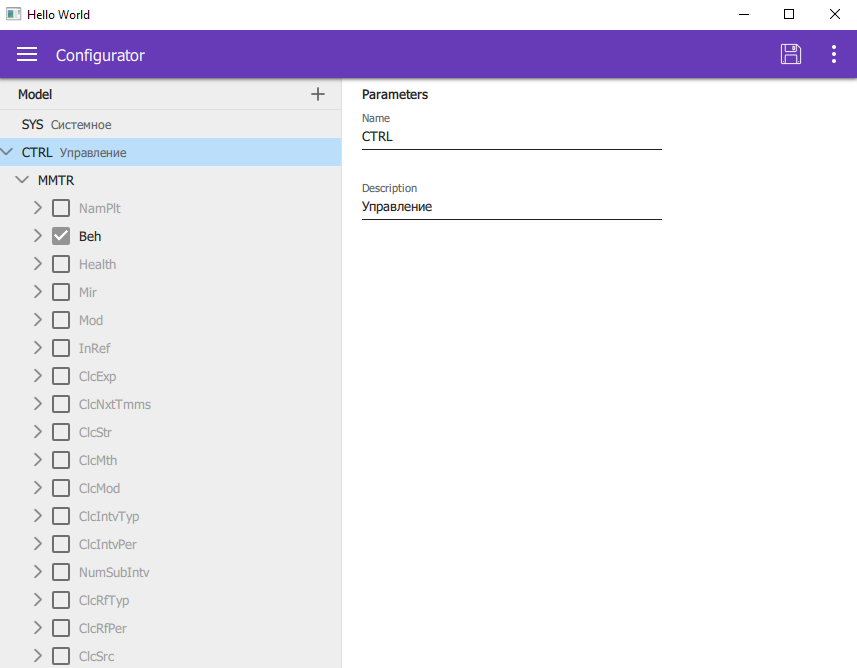 Hello World
Configurator
Model
SYS Системное
CTRL Управление
MMTR
NamPlt
Beh
Health
Mir
Mod
InRef
ClcExp
ClcNxtTmms
ClcStr
ClcMth
ClcMod
ClcIntvTyp
ClcIntvPer
NumSubIntv
ClcRfTyp
ClcRfPer
ClcSrc
Parameters
Name
CTRL
Description
Управление